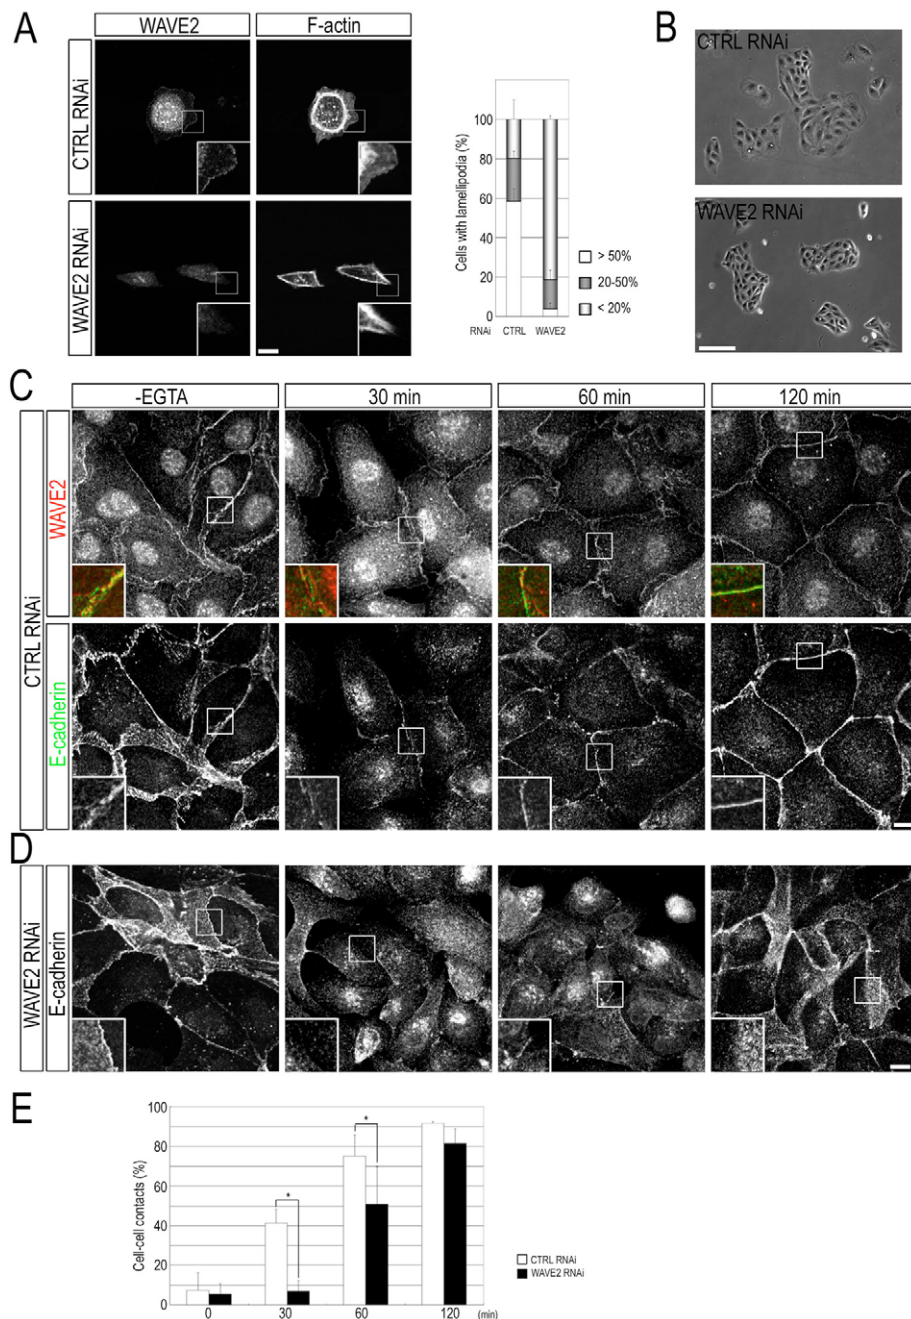 A
WAVE2
F-actin
CTRL RNAi
WAVE2 RNAi
Cells with lamellipodia (%)
100
80
60
40
20
0
RNAi CTRL WAVE2
> 50%
20-50%
< 20%
B
CTRL RNAi
WAVE2 RNAi
C
-EGTA
30 min
60 min
120 min
CTRL RNAi
WAVE2
E-cadherin
D
WAVE2 RNAi
E-cadherin
E
Cell-cell contacts (%)
100
80
60
40
20
0
*
*
0 30 60 120 (min)
CTRL RNAi
WAVE2 RNAi